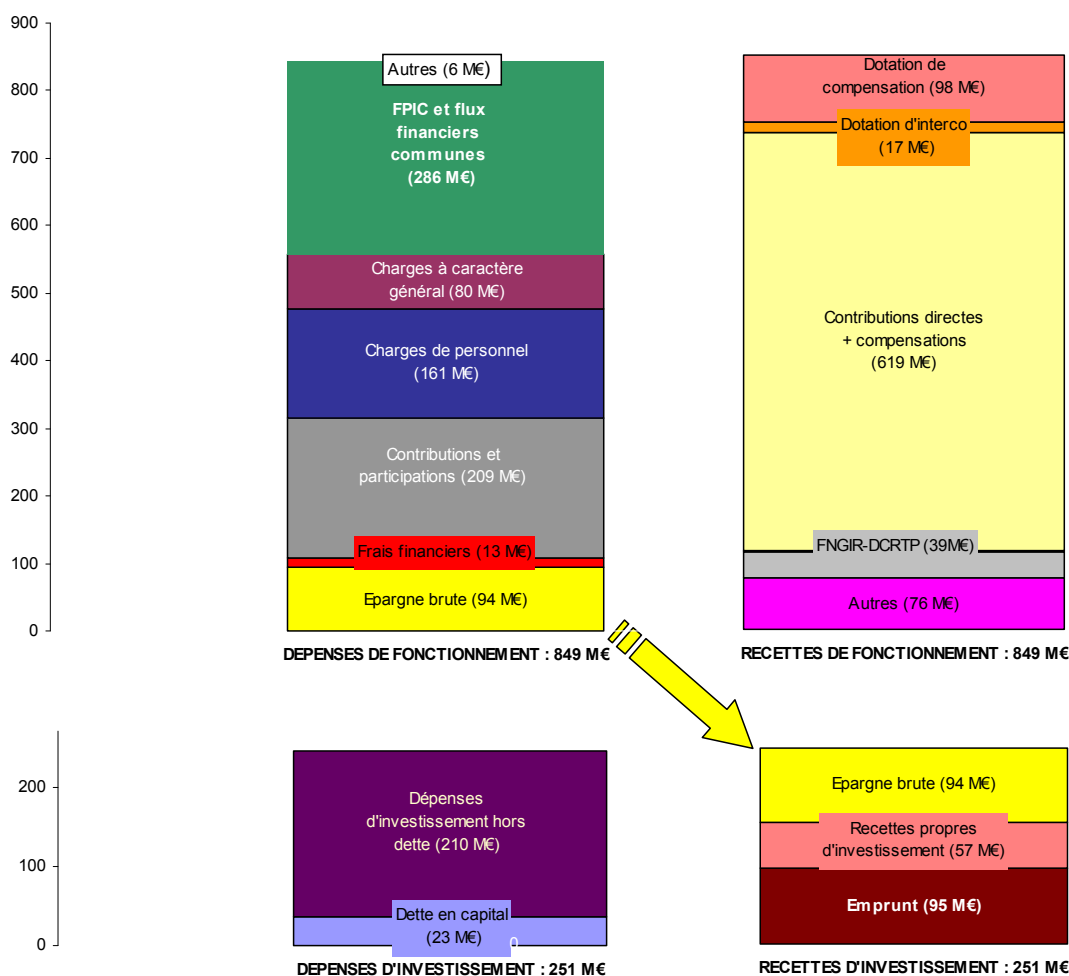 900
800
700
600
500
400
300
200
100
0
Autres (6 M€)
FPIC et flux
financiers
communes
(286 M€)
Charges à caractère
général (80 M€)
Charges de personnel
(161 M€)
Contributions et
participations (209 M€)
Frais financiers (13 M€)
Epargne brute (94 M€)
DEPENSES DE FONCTIONNEMENT : 849 M€
Dotation de
compensation (98 M€)
Dotation d'interco
(17 M€)
Contributions directes
+ compensations
(619 M€)
FNGIR-DCRTP (39M€)
Autres (76 M€)
RECETTES DE FONCTIONNEMENT : 849 M€
200
100
0
Dépenses
d'investissement hors
dette (210 M€)
Dette en capital
(23 M€)
0
DEPENSES D'INVESTISSEMENT : 251 M€
Epargne brute (94 M€)
Recettes propres
d'investissement (57 M€)
Emprunt (95 M€)
RECETTES D'INVESTISSEMENT : 251 M€